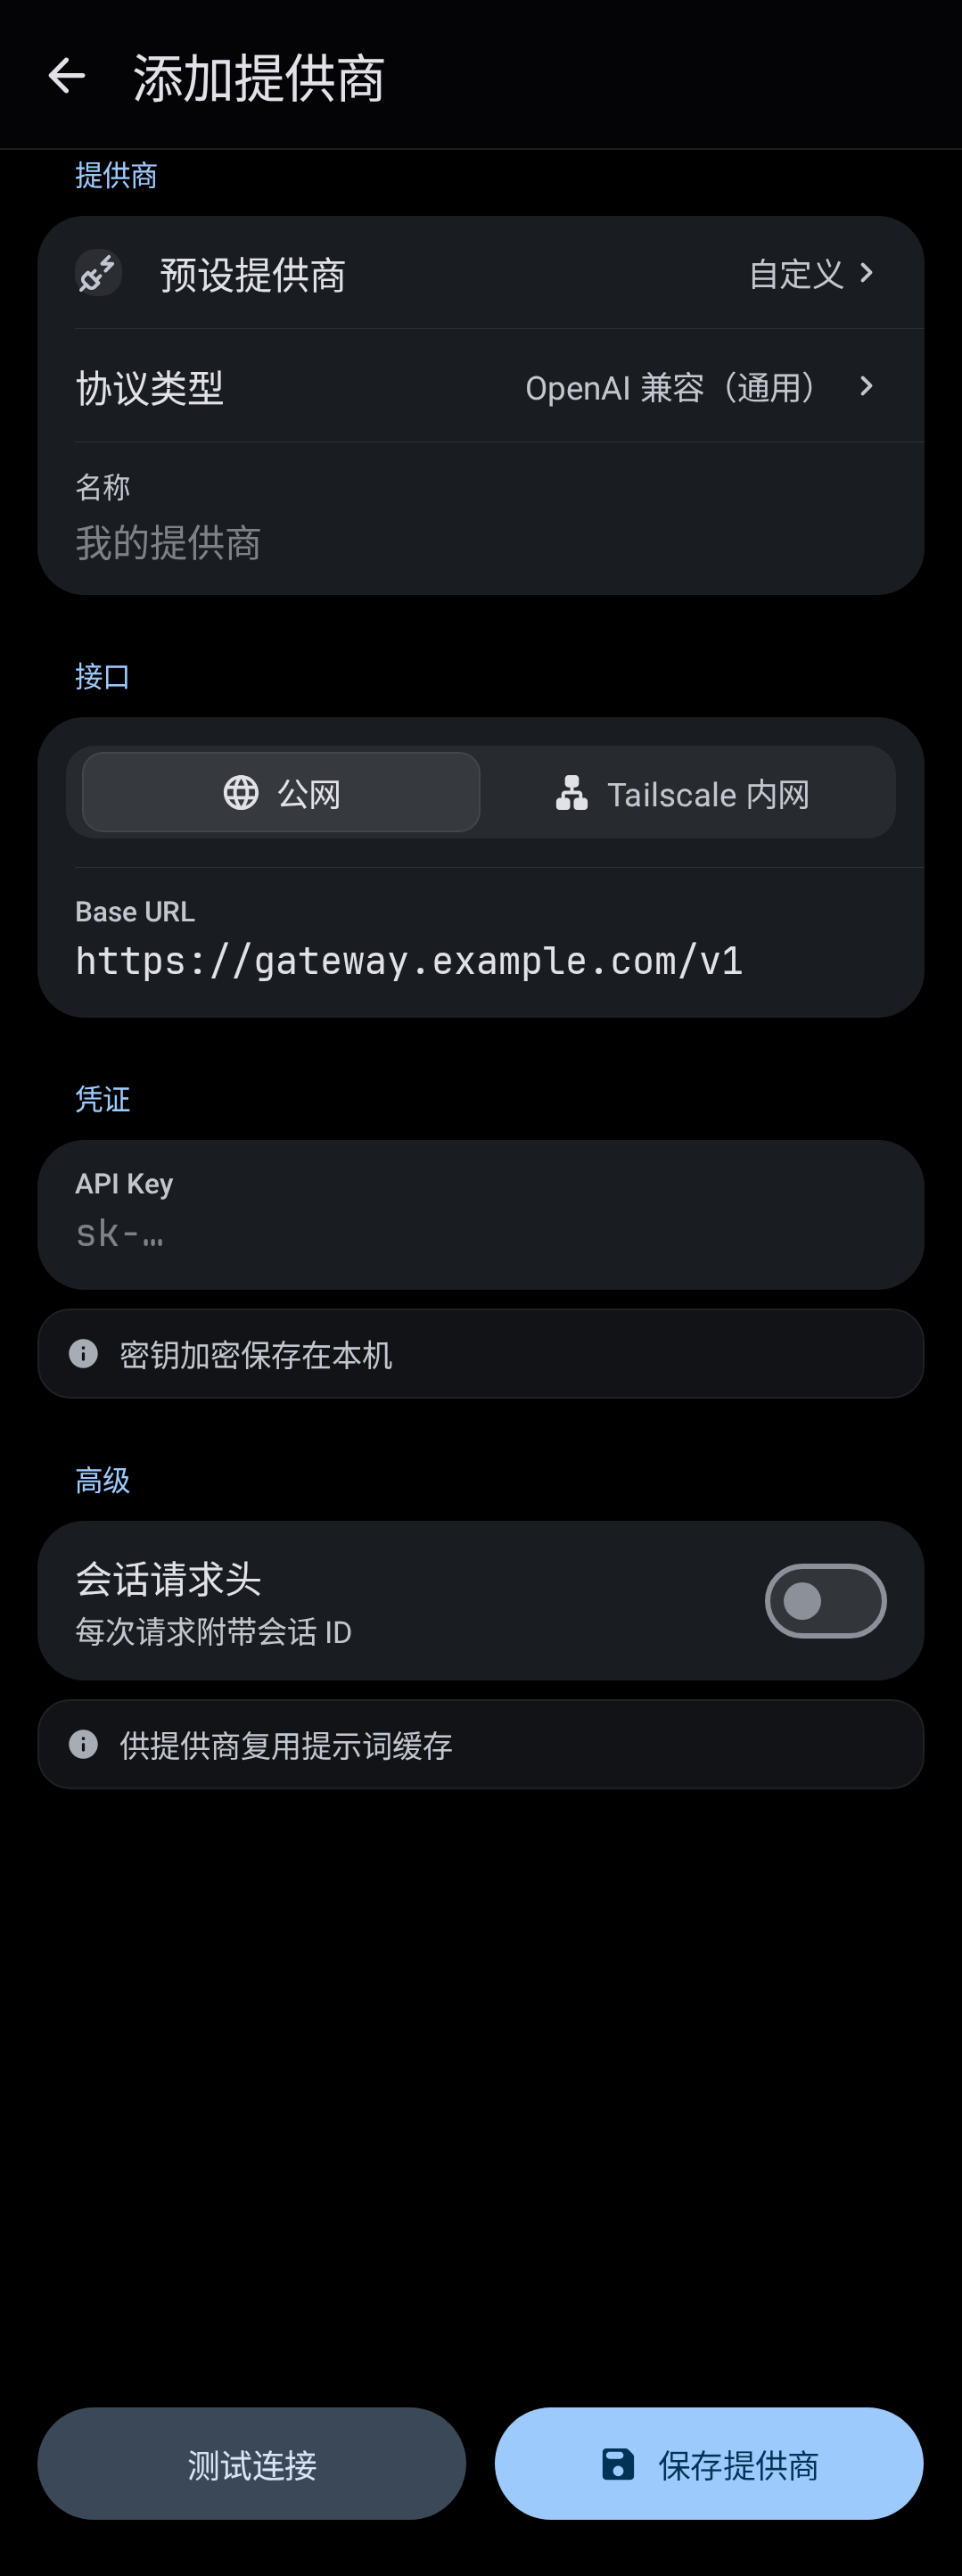 添加提供商
提供商
预设提供商 自定义
协议类型 OpenAI 兼容（通用）
名称
我的提供商
接口
公网 Tailscale 内网
Base URL
https://gateway.example.com/v1
凭证
API Key
sk-…
密钥加密保存在本机
高级
会话请求头
每次请求附带会话 ID
供提供商复用提示词缓存
测试连接 保存提供商